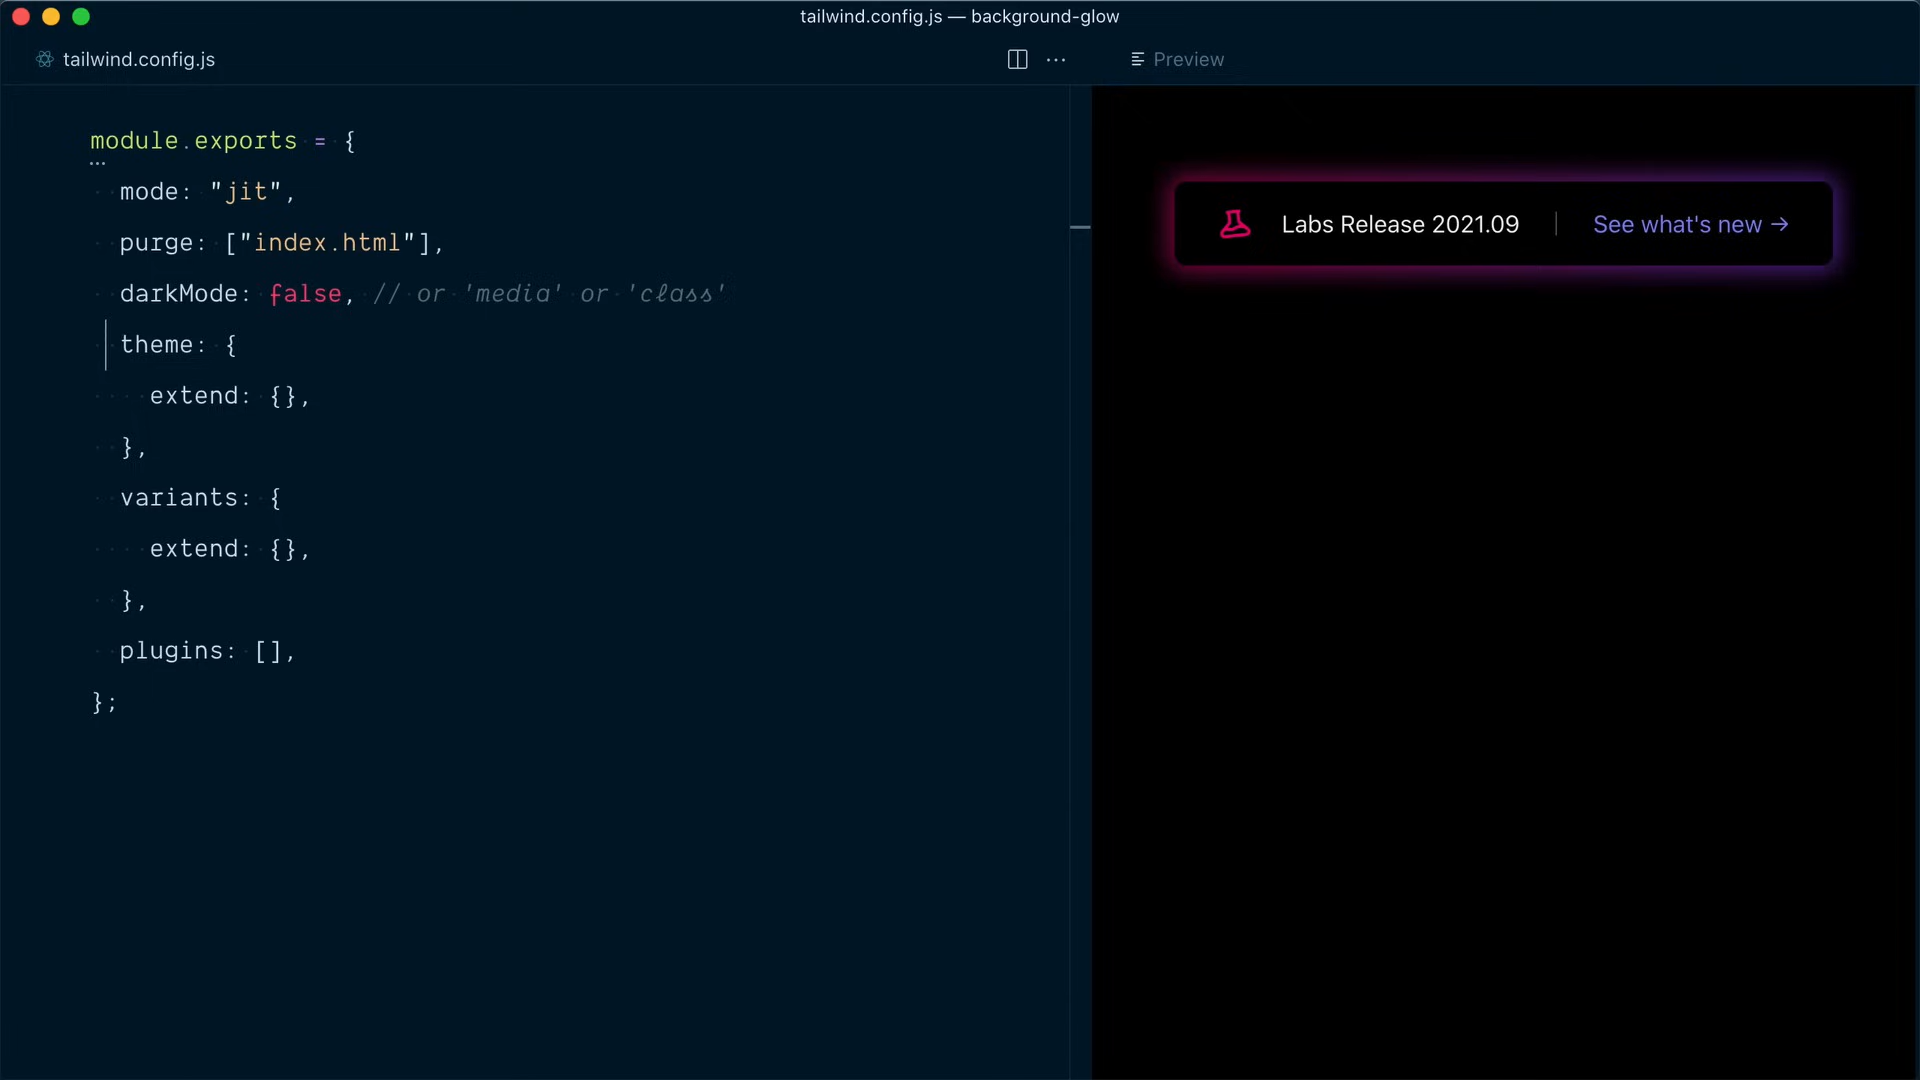 tailwind.config.js — background-glow
tailwind.config.js
Preview
module.exports = {
  mode: "jit",
  purge: ["index.html"],
  darkMode: false, // or 'media' or 'class'
  theme: {
    extend: {},
  },
  variants: {
    extend: {},
  },
  plugins: [],
};
Labs Release 2021.09 | See what's new →